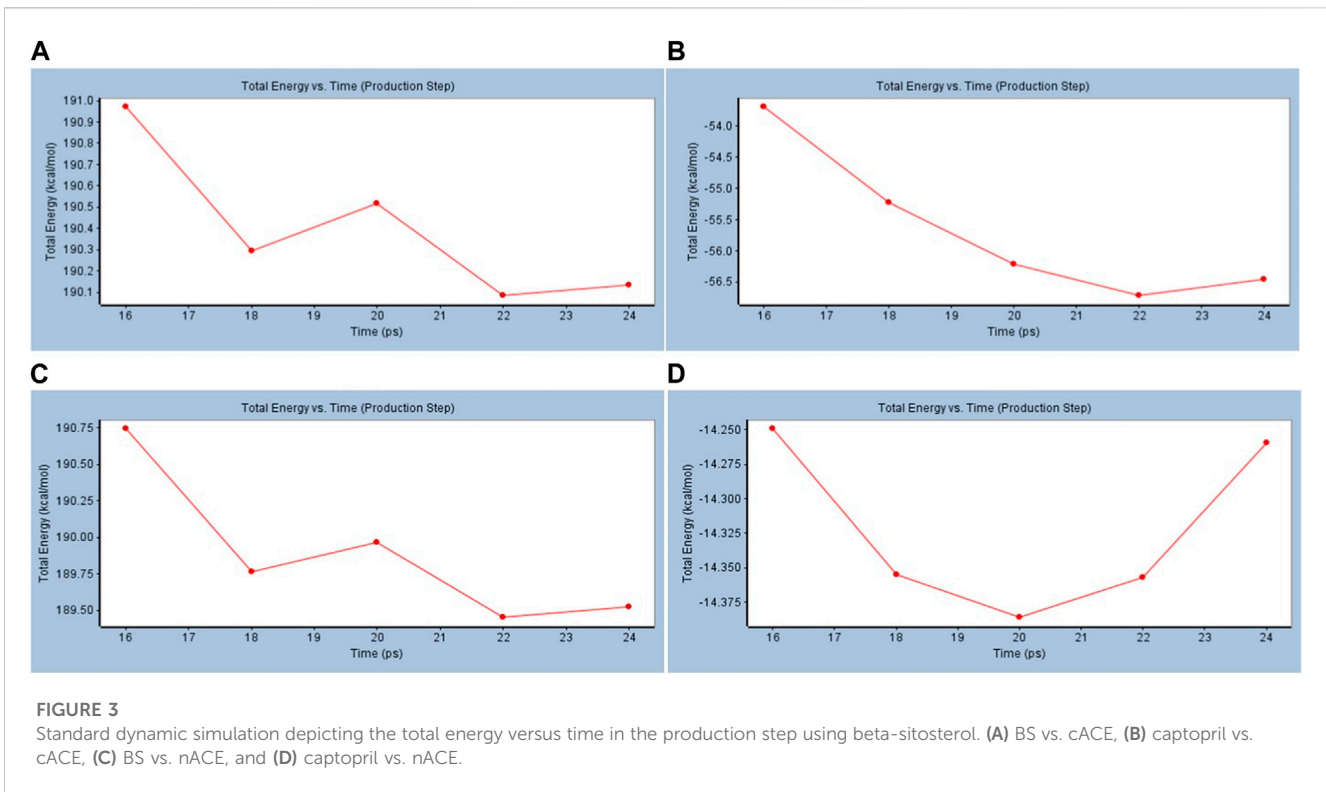 A
Total Energy vs. Time (Production Step)
Total Energy (kcal/mol)
191.0
190.9
190.8
190.7
190.6
190.5
190.4
190.3
190.2
190.1
16 17 18 19 20 21 22 23 24
Time (ps)
B
Total Energy vs. Time (Production Step)
Total Energy (kcal/mol)
-54.0
-54.5
-55.0
-55.5
-56.0
-56.5
16 17 18 19 20 21 22 23 24
Time (ps)
C
Total Energy vs. Time (Production Step)
Total Energy (kcal/mol)
190.75
190.50
190.25
190.00
189.75
189.50
16 17 18 19 20 21 22 23 24
Time (ps)
D
Total Energy vs. Time (Production Step)
Total Energy (kcal/mol)
-14.250
-14.275
-14.300
-14.325
-14.350
-14.375
16 17 18 19 20 21 22 23 24
Time (ps)
FIGURE 3
Standard dynamic simulation depicting the total energy versus time in the production step using beta-sitosterol. (A) BS vs. cACE, (B) captopril vs.
cACE, (C) BS vs. nACE, and (D) captopril vs. nACE.